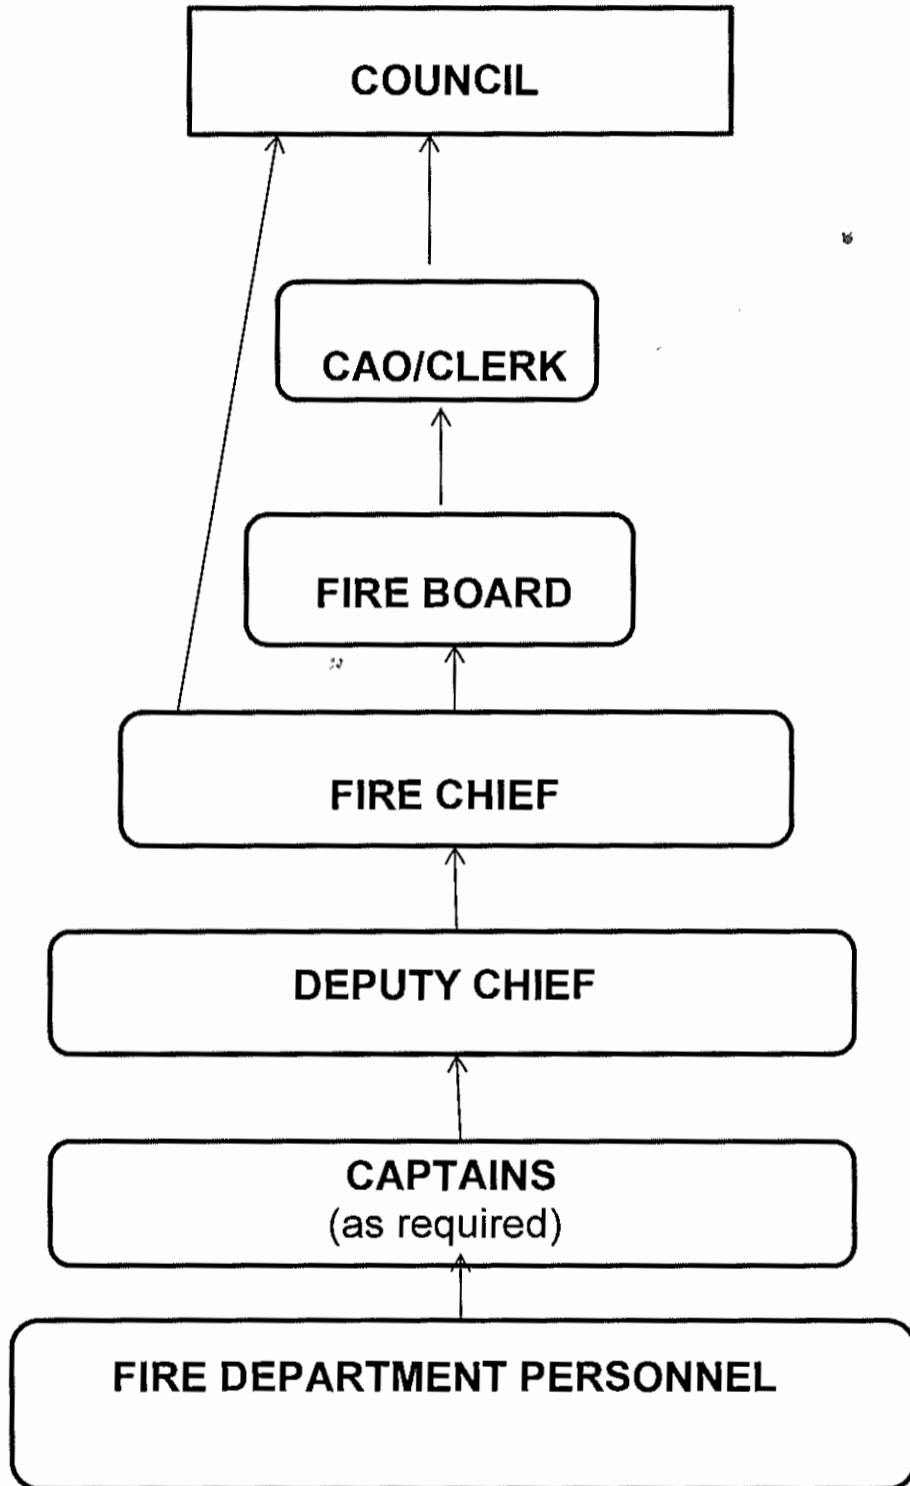 COUNCIL
CAO/CLERK
FIRE BOARD
FIRE CHIEF
DEPUTY CHIEF
CAPTAINS
(as required)
FIRE DEPARTMENT PERSONNEL